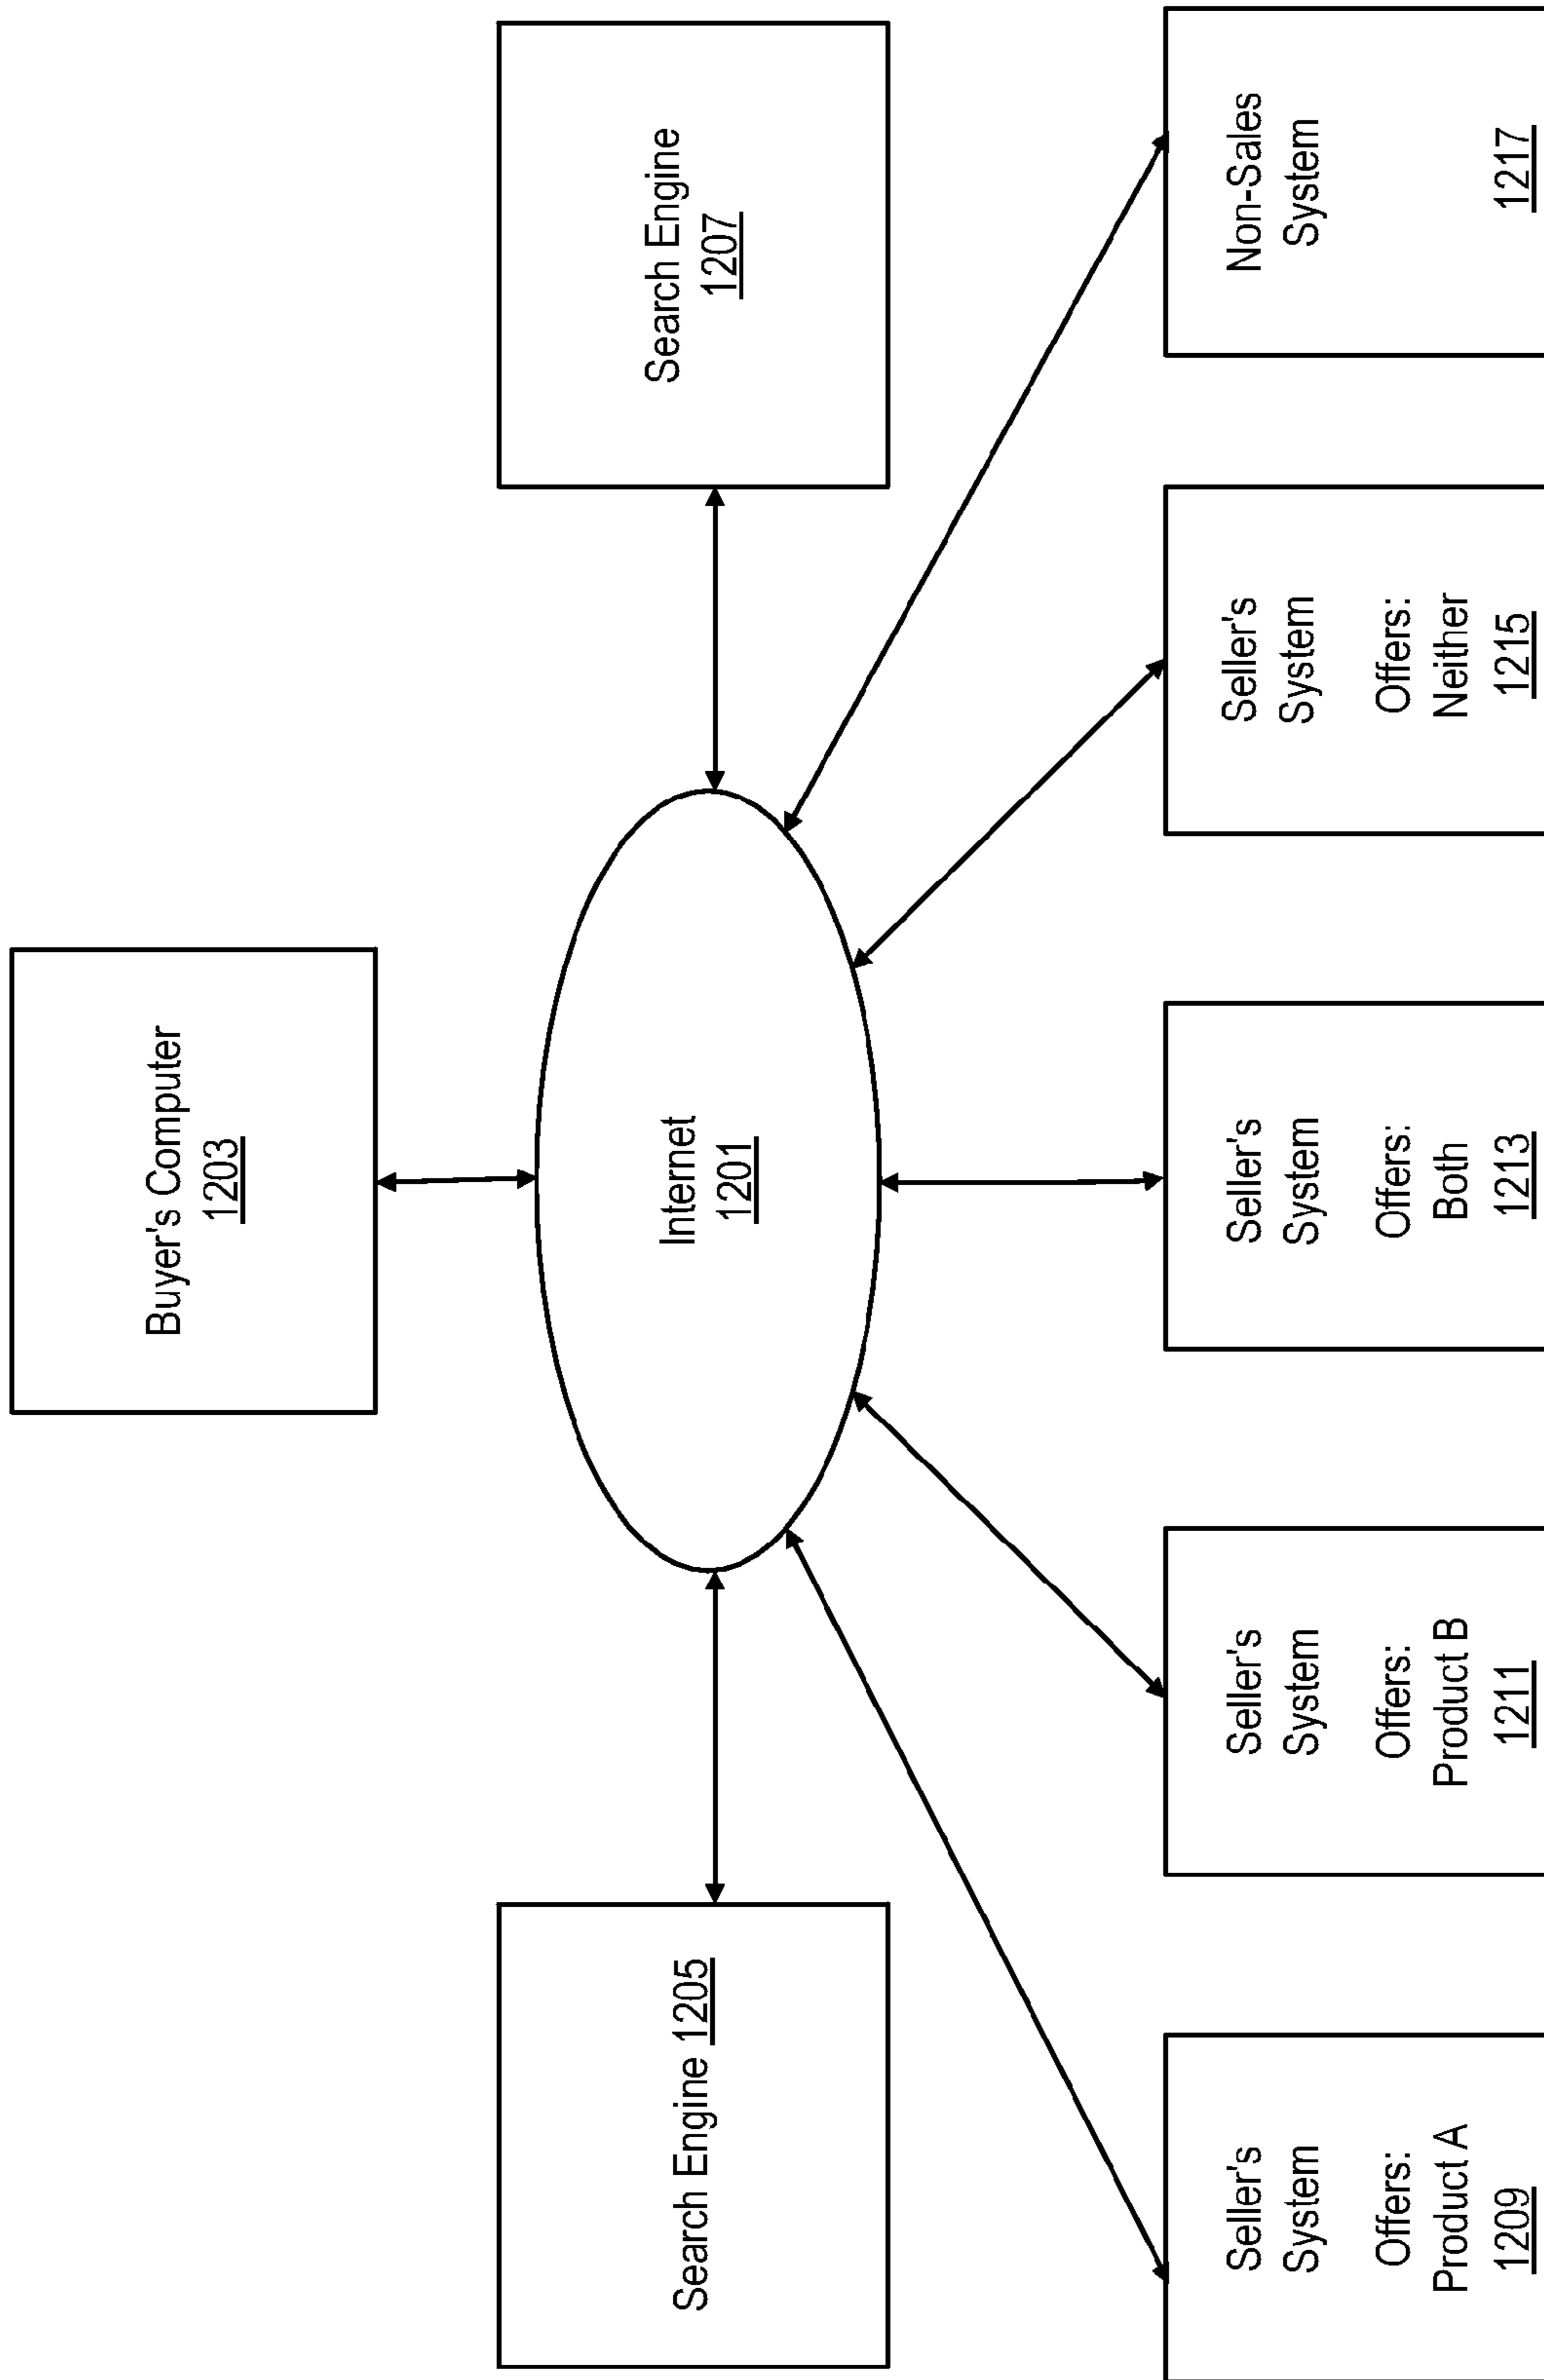 Buyer's Computer
1203
Search Engine 1205
Internet
1201
Search Engine
1207
Seller's
System
Offers:
Product A
1209
Seller's
System
Offers:
Product B
1211
Seller's
System
Offers:
Both
1213
Seller's
System
Offers:
Neither
1215
Non-Sales
System
1217